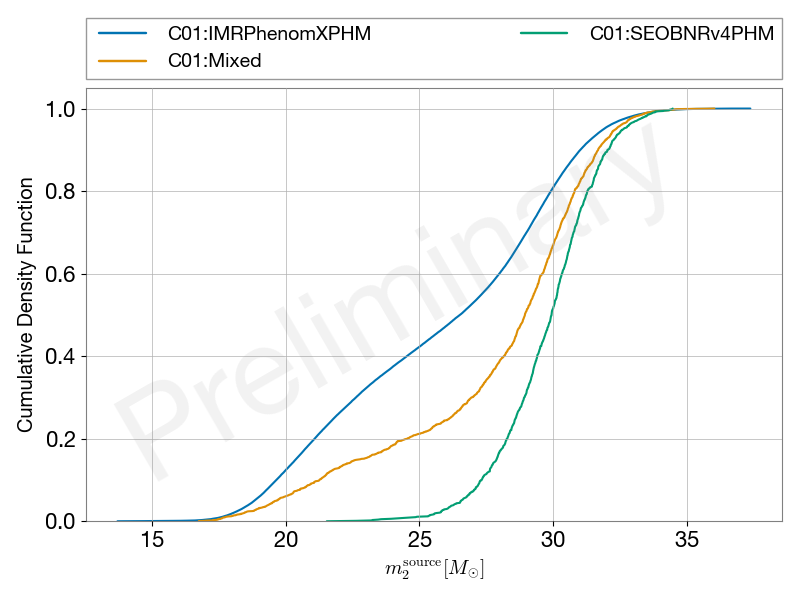 C01:IMRPhenomXPHM
C01:Mixed
C01:SEOBNRv4PHM
Preliminary
Cumulative Density Function
1.0
0.8
0.6
0.4
0.2
0.0
15 20 25 30 35
m₂^source [M_⊙]